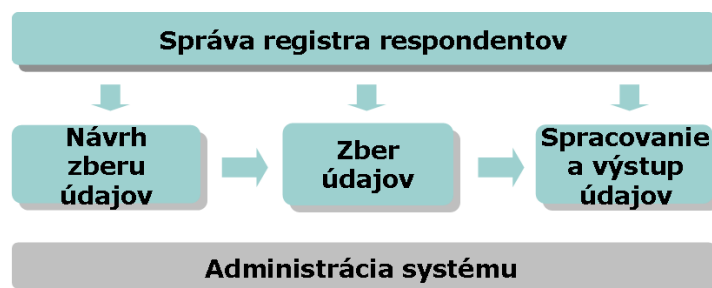 Správa registra respondentov
Návrh
zberu
údajov
Zber
údajov
Spracovanie
a výstup
údajov
Administrácia systému